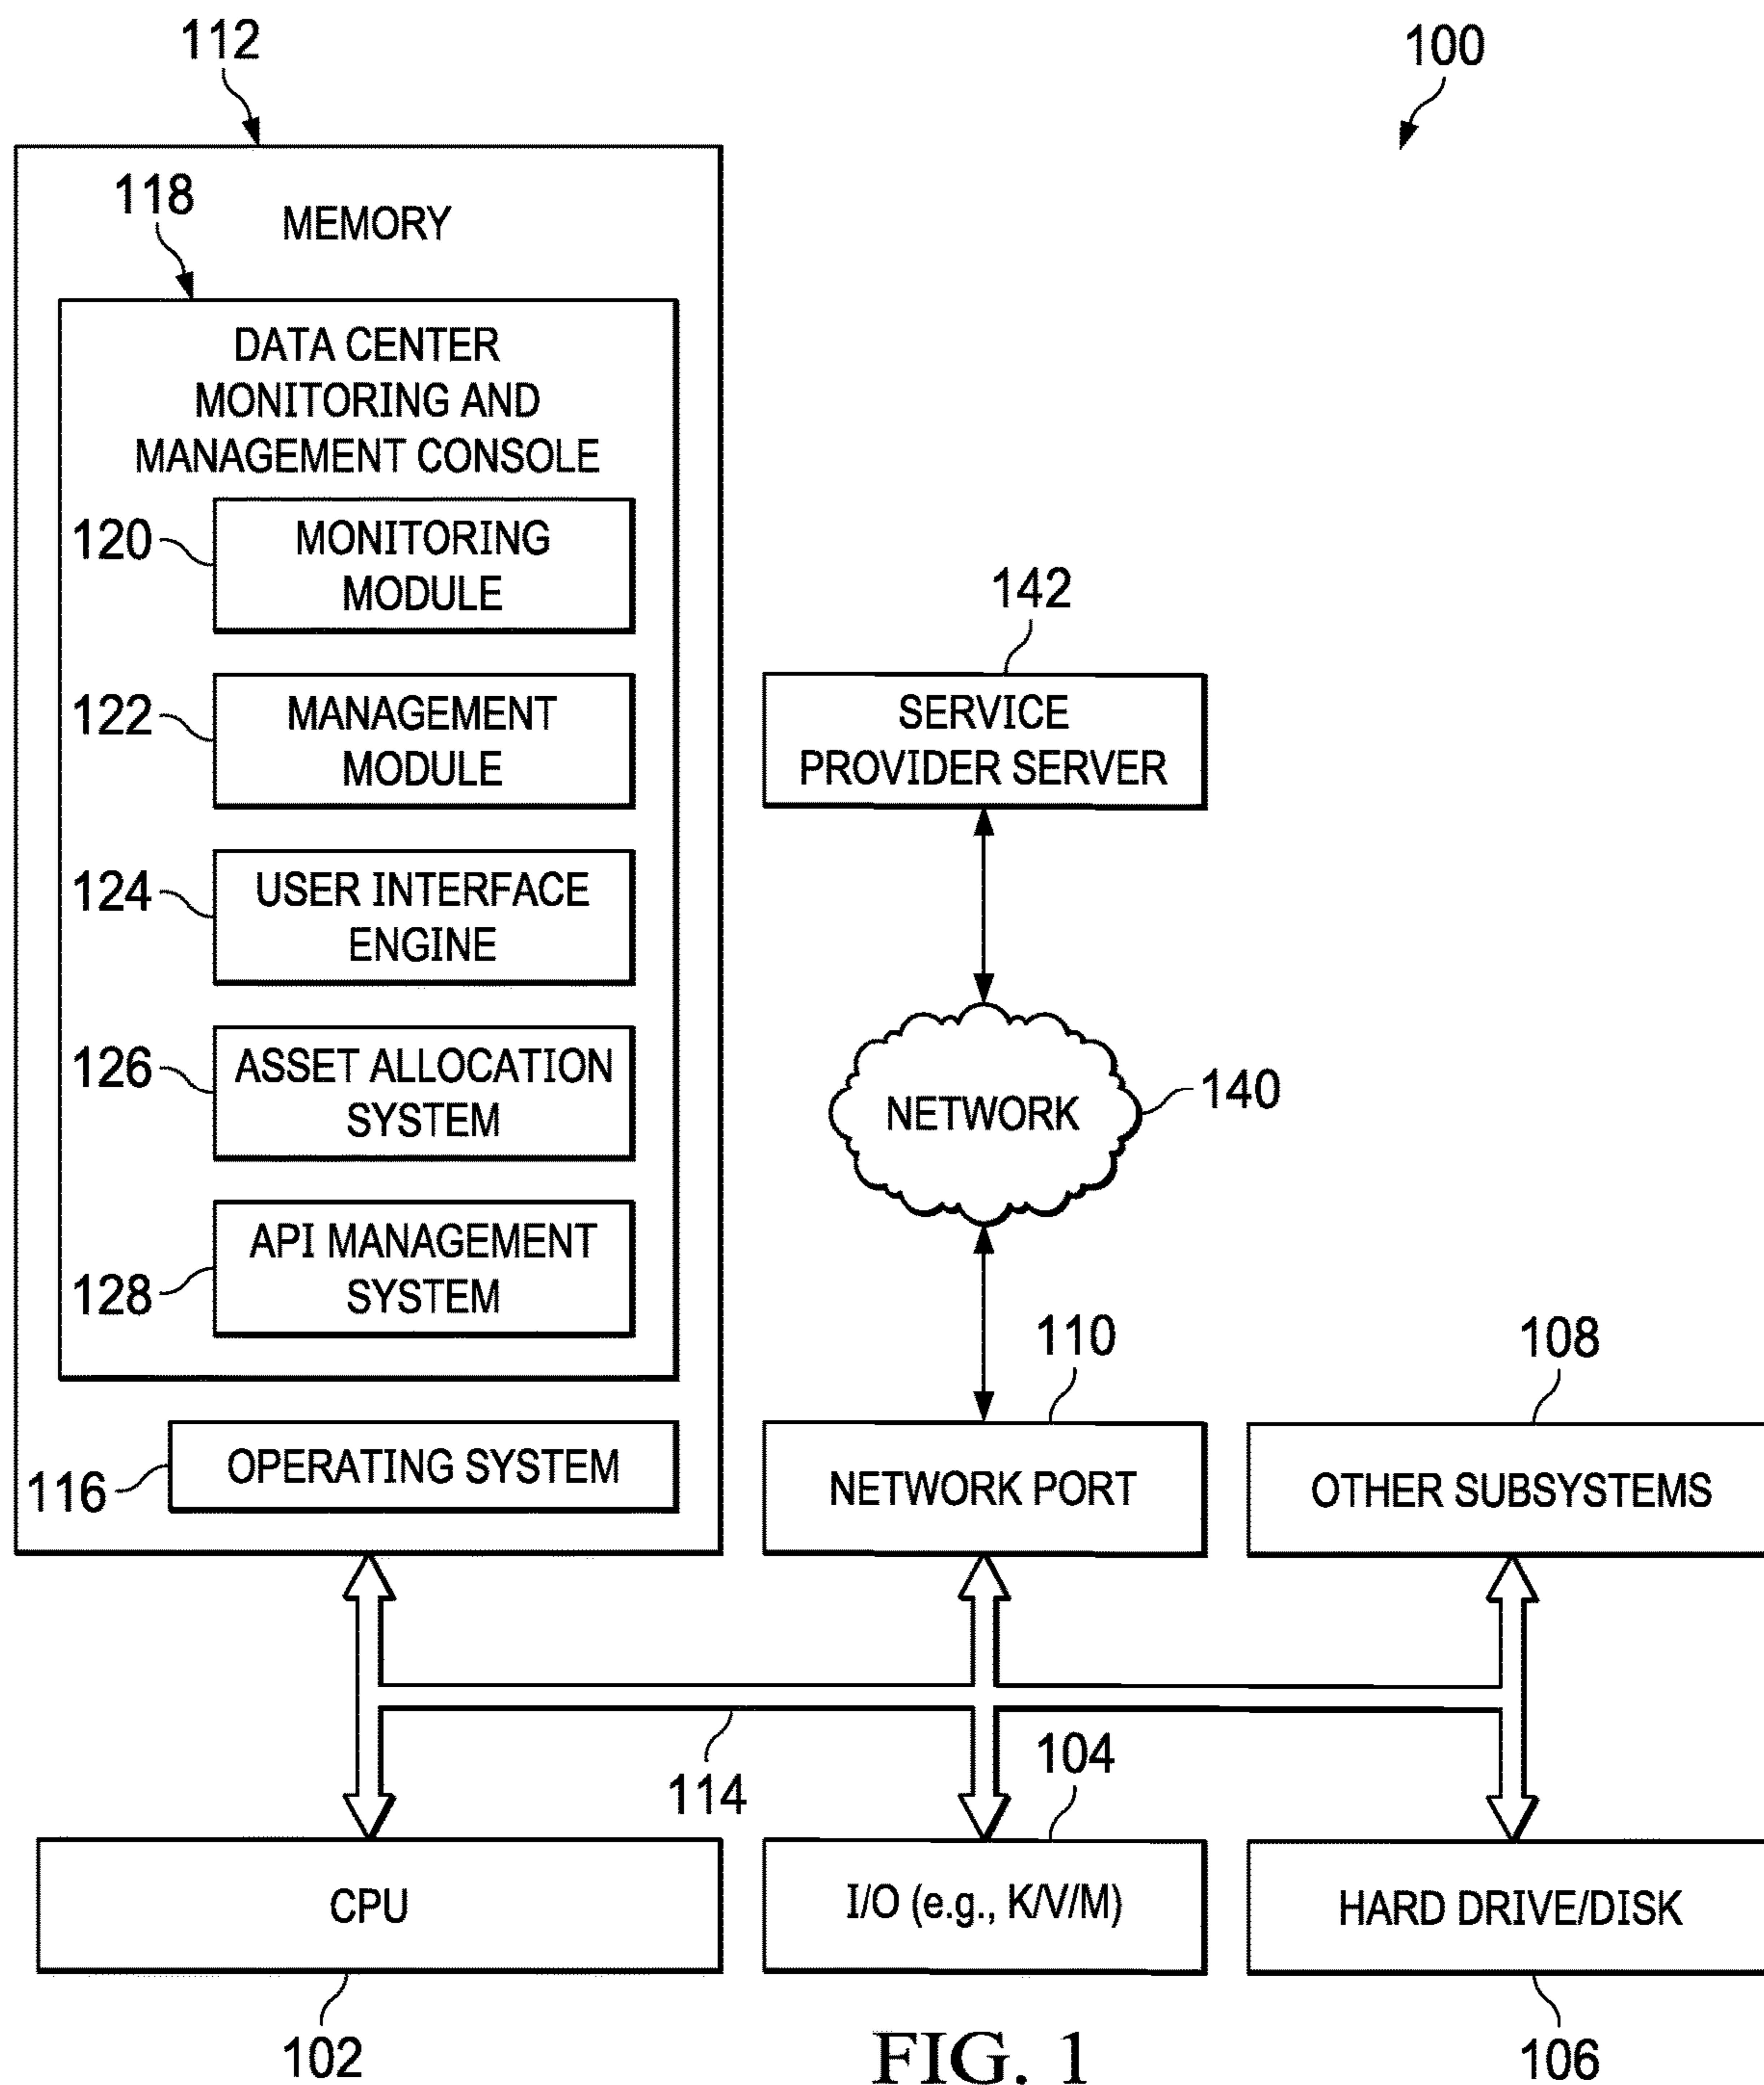 112
100
118
MEMORY
DATA CENTER
MONITORING AND
MANAGEMENT CONSOLE
120
MONITORING
MODULE
122
MANAGEMENT
MODULE
124
USER INTERFACE
ENGINE
126
ASSET ALLOCATION
SYSTEM
128
API MANAGEMENT
SYSTEM
116
OPERATING SYSTEM
142
SERVICE
PROVIDER SERVER
NETWORK
140
110
NETWORK PORT
108
OTHER SUBSYSTEMS
114
104
CPU
I/O (e.g., K/V/M)
HARD DRIVE/DISK
102
106
FIG. 1